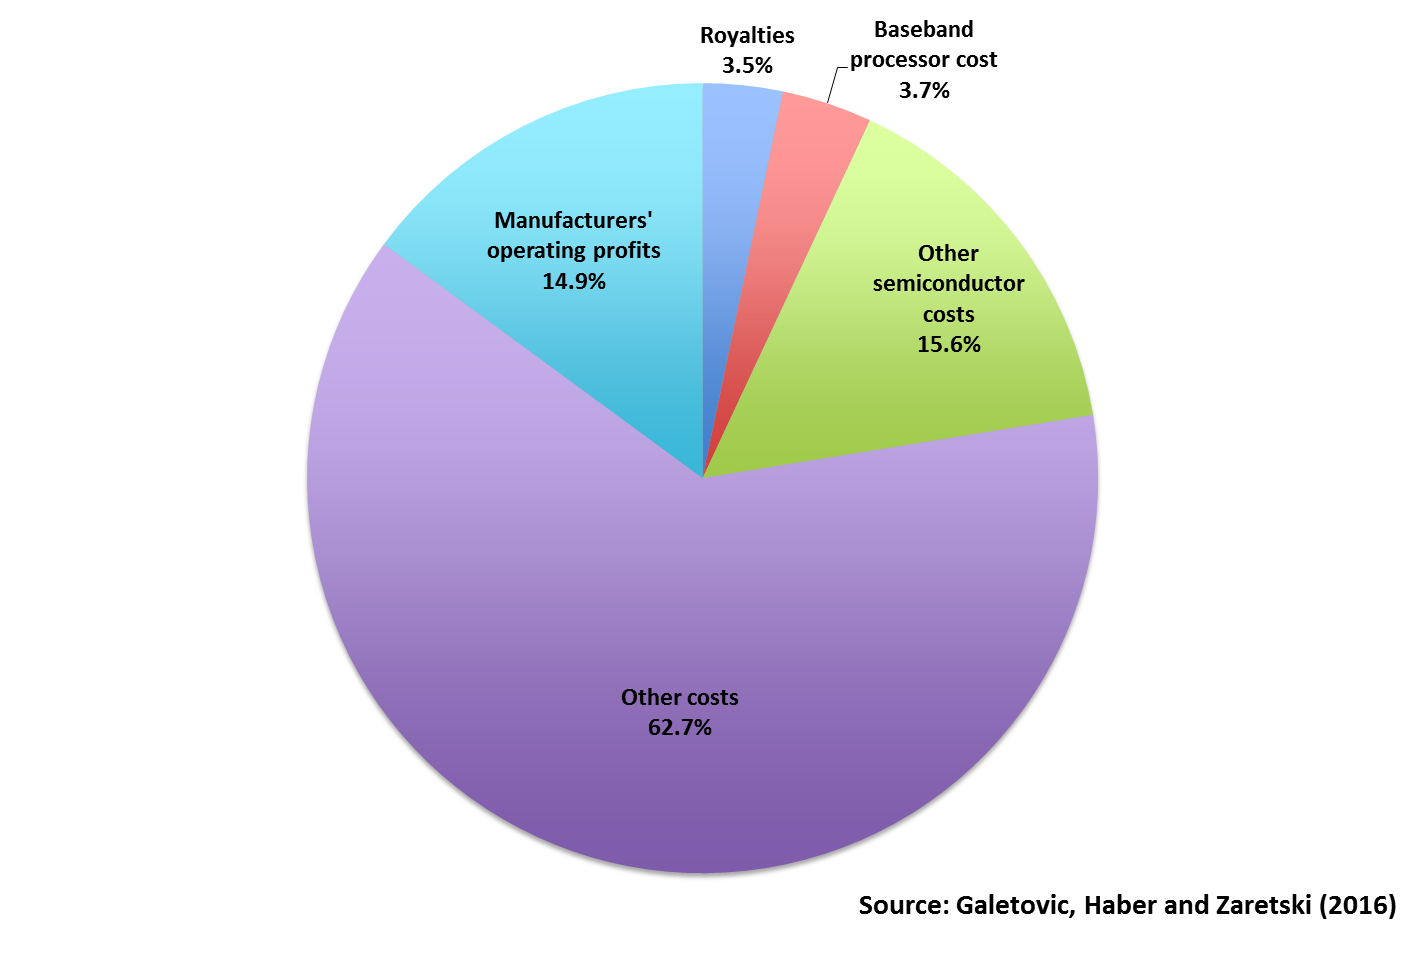 Royalties
3.5%
Baseband
processor cost
3.7%
Manufacturers'
operating profits
14.9%
Other
semiconductor
costs
15.6%
Other costs
62.7%
Source: Galetovic, Haber and Zaretski (2016)